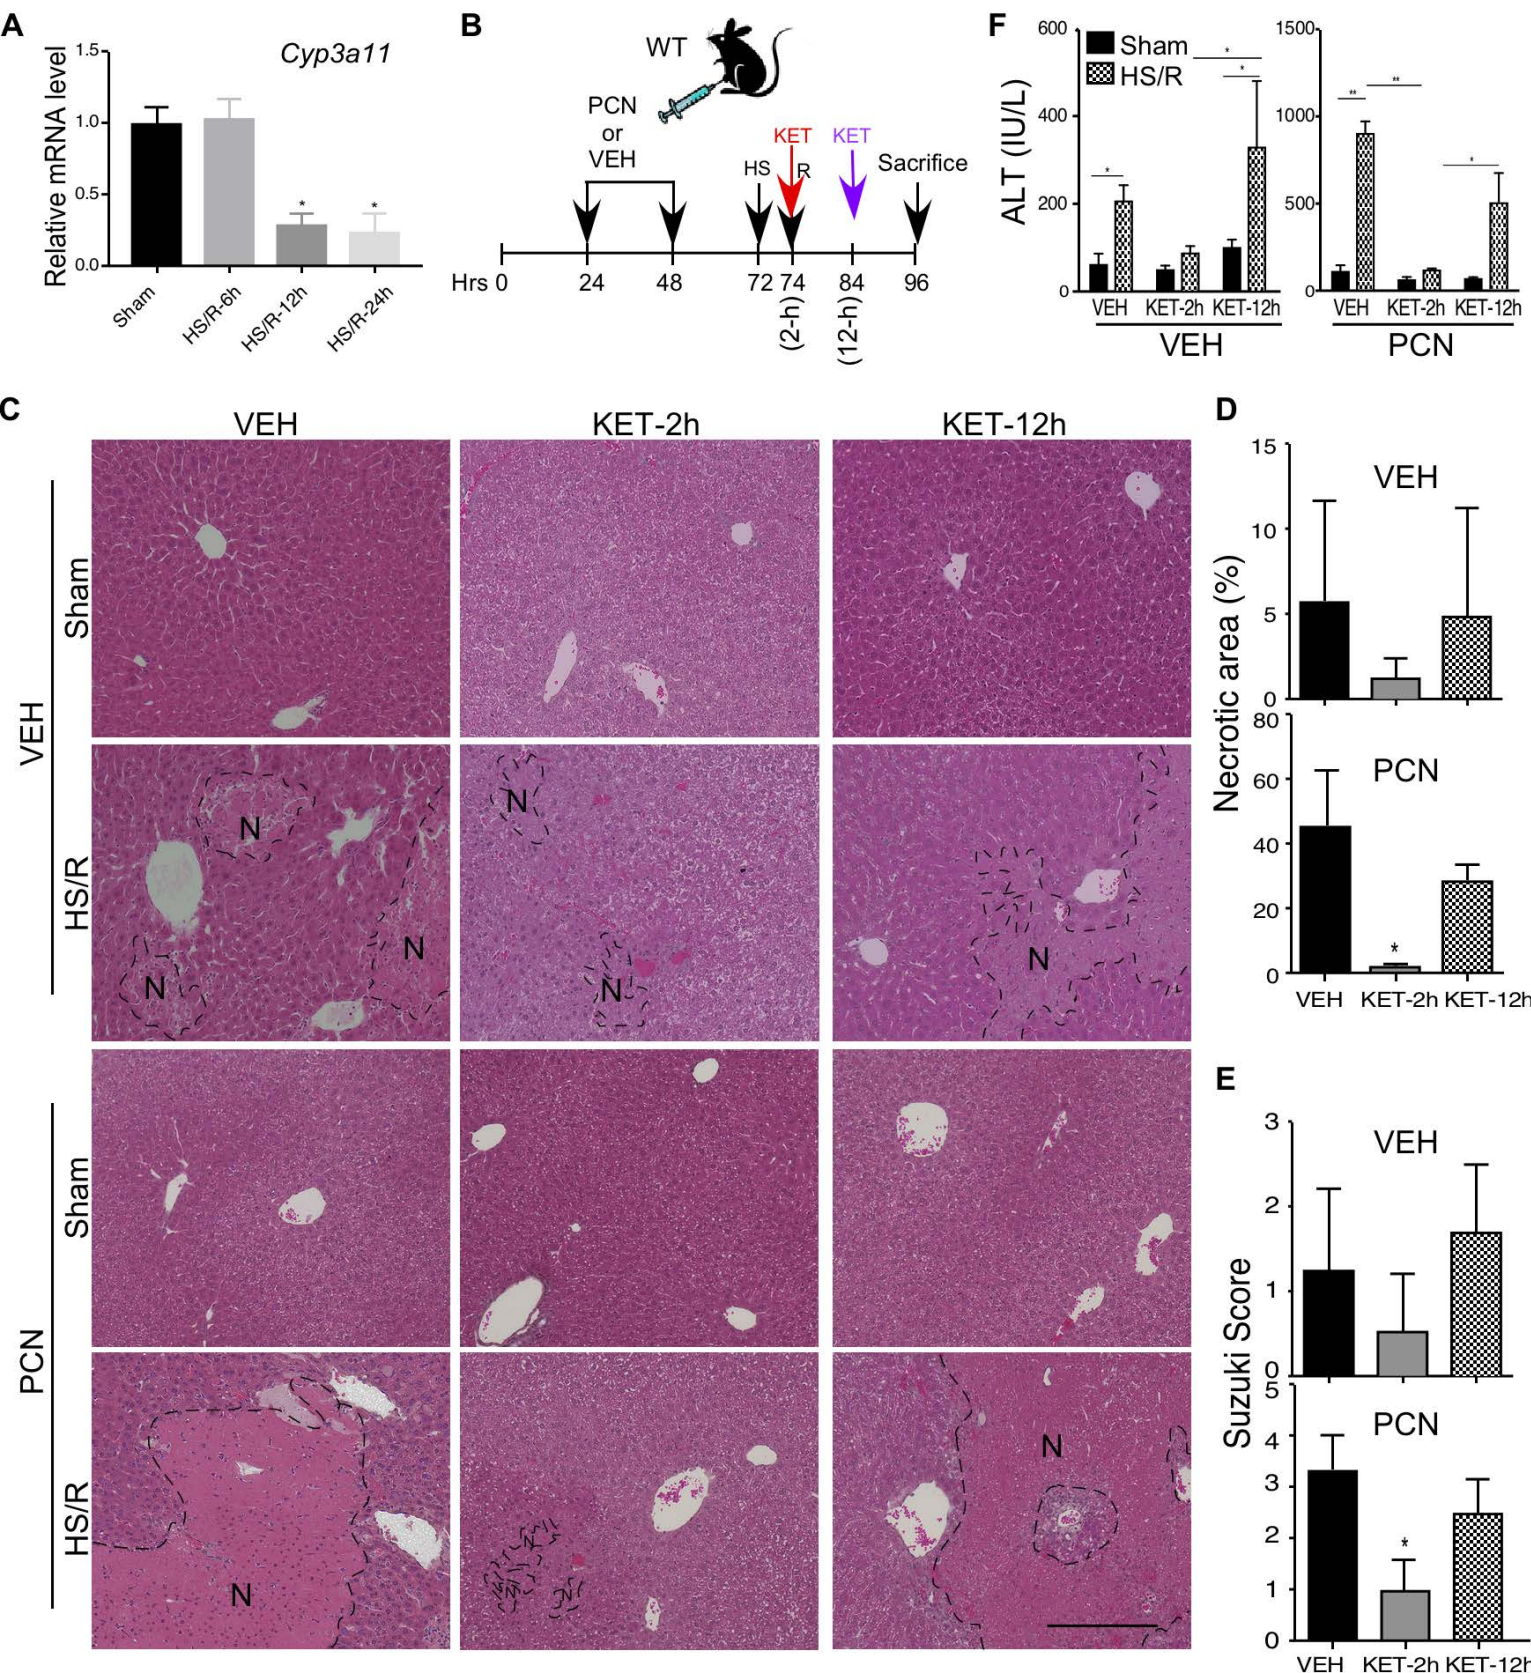 A
Relative mRNA level
Cyp3a11
1.5
1.0
0.5
0.0
*
*
Sham
HS/R-6h
HS/R-12h
HS/R-24h
B
WT
PCN
or
VEH
HS
KET
R
KET
Sacrifice
Hrs 0 24 48 72 74 84 96
(2-h)
(12-h)
F
ALT (IU/L)
600
400
200
0
Sham
HS/R
*
*
*
VEH KET-2h KET-12h
VEH
1500
1000
500
0
**
**
*
VEH KET-2h KET-12h
PCN
C
VEH KET-2h KET-12h
VEH
Sham
HS/R
N
N
N
N
N
N
PCN
Sham
HS/R
N
N
N
N
N
D
Necrotic area (%)
15
10
5
0
VEH
80
60
40
20
0
PCN
*
VEH KET-2h KET-12h
E
Suzuki Score
3
2
1
0
VEH
5
4
3
2
1
0
PCN
*
VEH KET-2h KET-12h